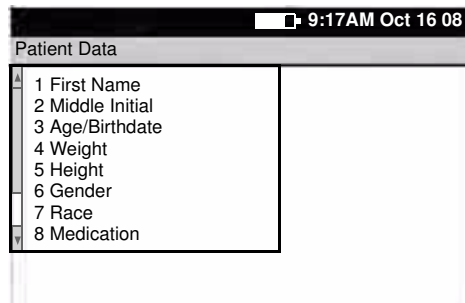 9:17AM Oct 16 08
Patient Data
1 First Name
2 Middle Initial
3 Age/Birthdate
4 Weight
5 Height
6 Gender
7 Race
8 Medication